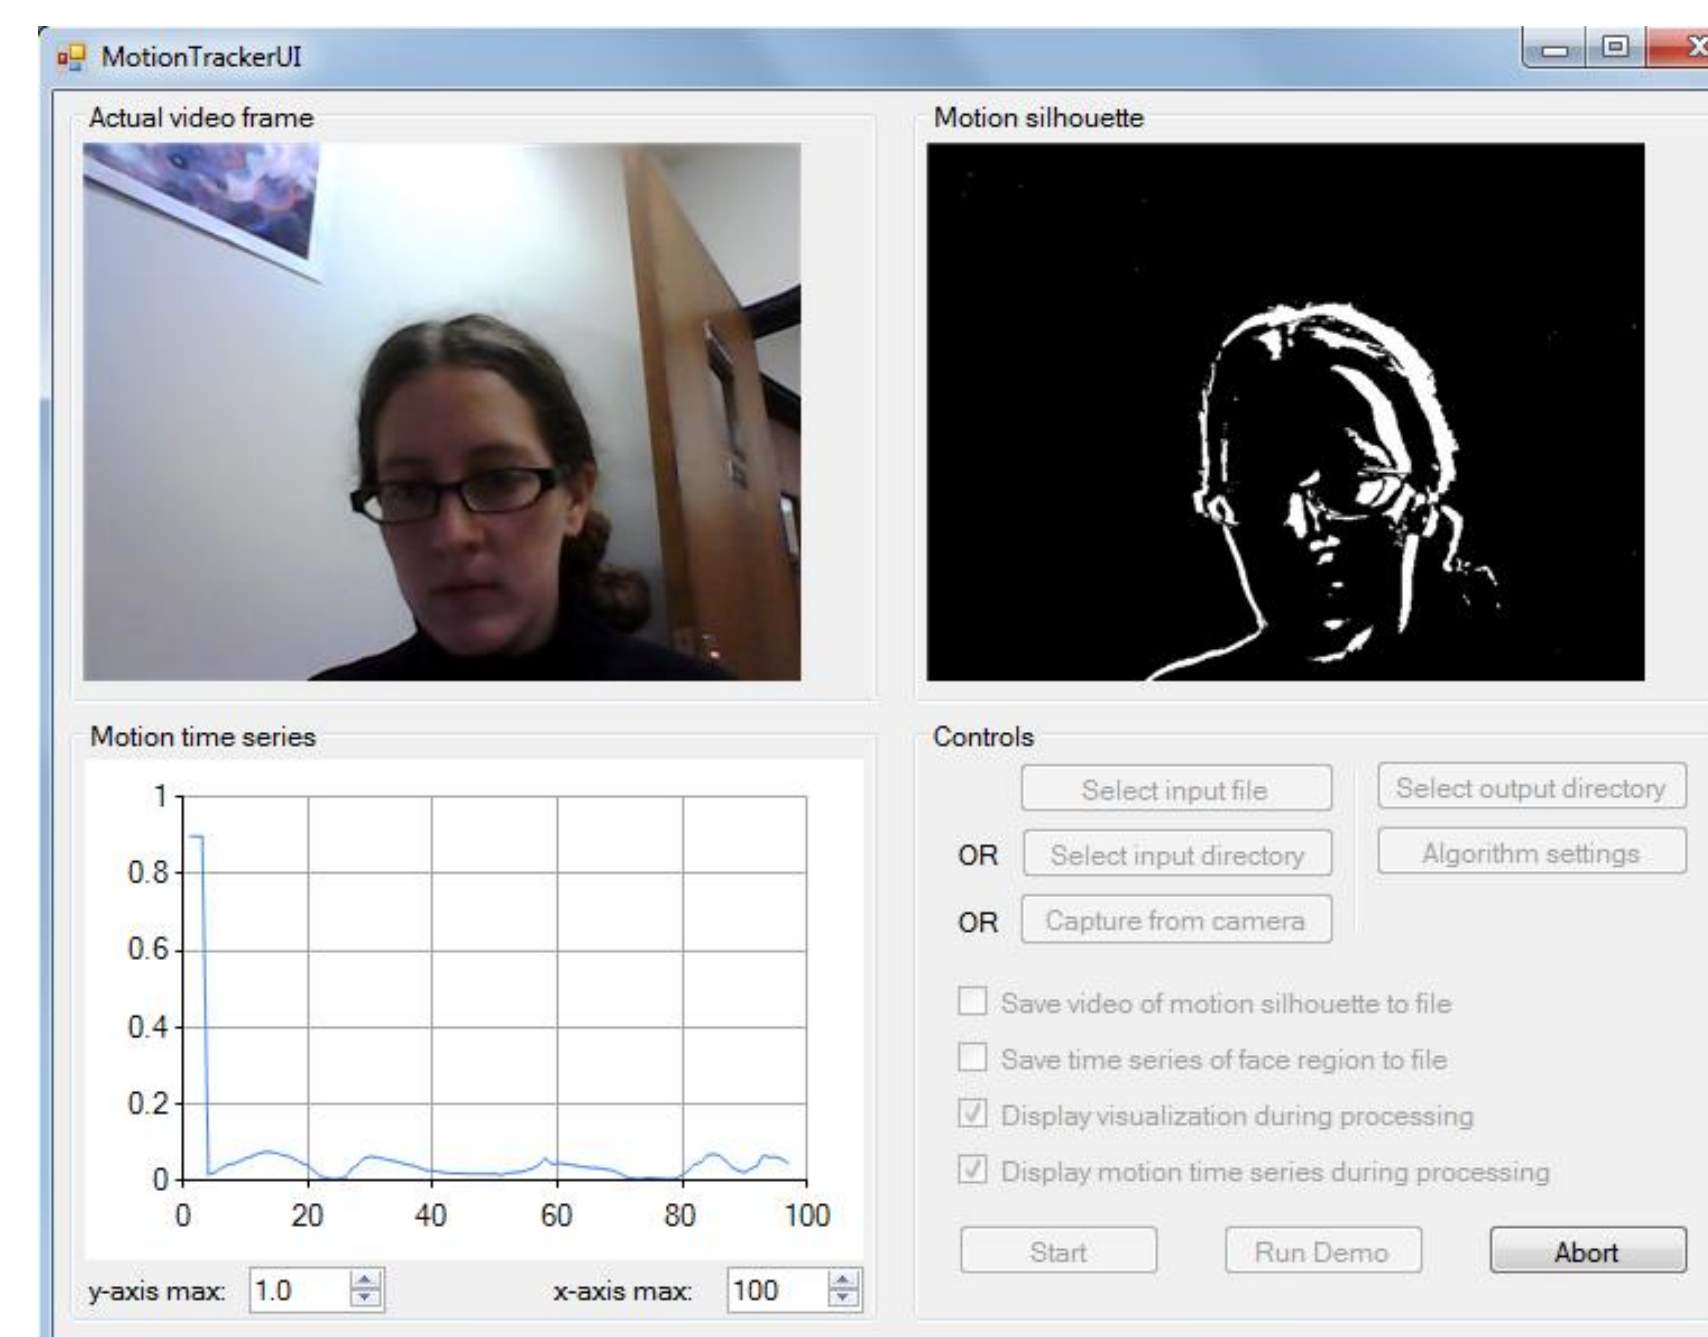 MotionTrackerUI
Actual video frame
Motion silhouette
Motion time series
1
0.8
0.6
0.4
0.2
0
0 20 40 60 80 100
y-axis max: 1.0 x-axis max: 100
Controls
Select input file Select output directory
OR Select input directory Algorithm settings
OR Capture from camera
Save video of motion silhouette to file
Save time series of face region to file
Display visualization during processing
Display motion time series during processing
Start Run Demo Abort